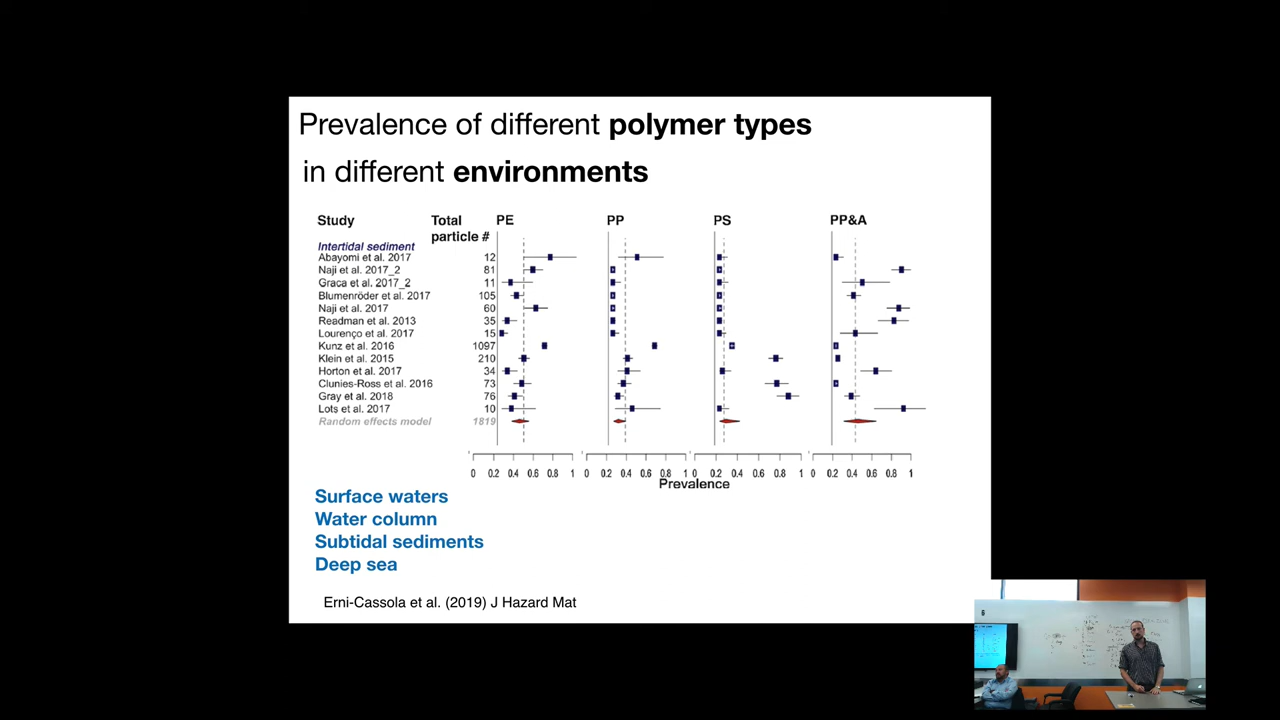 Prevalence of different polymer types
in different environments
Study Total PE PP PS PP&A
particle #
Intertidal sediment
Abayomi et al. 2017 12
Naji et al. 2017_2 81
Graca et al. 2017_2 11
Blumenröder et al. 2017 105
Naji et al. 2017 60
Readman et al. 2013 35
Lourenço et al. 2017 15
Kunz et al. 2016 1097
Klein et al. 2015 210
Horton et al. 2017 34
Clunies-Ross et al. 2016 73
Gray et al. 2018 76
Lots et al. 2017 10
Random effects model 1819
0 0.2 0.4 0.6 0.8 1 0 0.2 0.4 0.6 0.8 1 0 0.2 0.4 0.6 0.8 1 0 0.2 0.4 0.6 0.8 1
Prevalence
Surface waters
Water column
Subtidal sediments
Deep sea
Erni-Cassola et al. (2019) J Hazard Mat